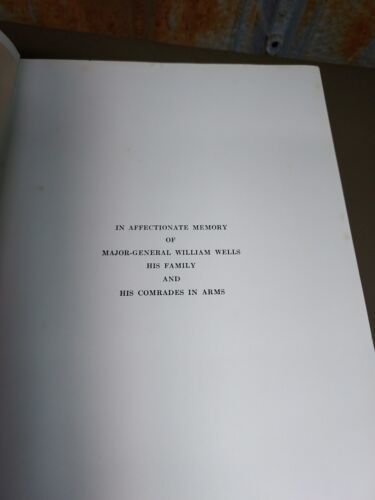 IN AFFECTIONATE MEMORY
OF
MAJOR-GENERAL WILLIAM WELLS
HIS FAMILY
AND
HIS COMRADES IN ARMS